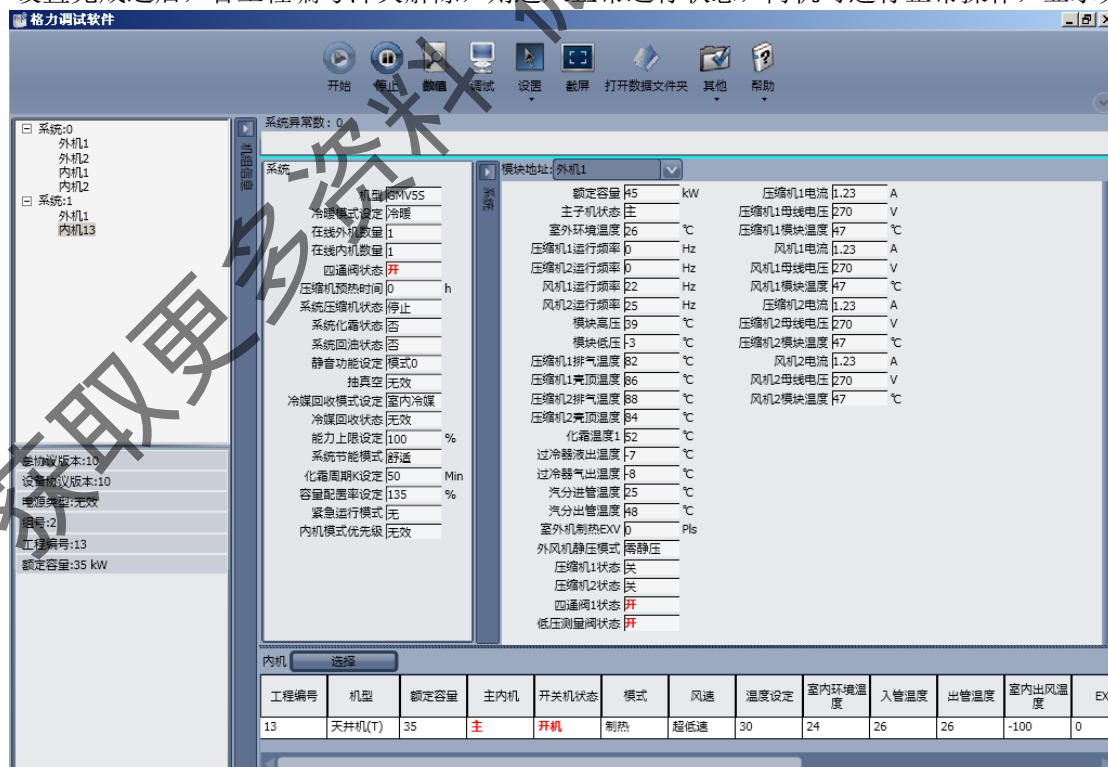 格力调试软件
开始 停止 数值 调试 设置 截屏 打开数据文件夹 其他 帮助
系统:0
外机1
外机2
内机1
内机2
系统:1
外机1
内机13
总协议版本:10
设备协议版本:10
电源类型:无效
组号:2
工程编号:13
额定容量:35 kW
机组信息
系统异常数: 0
系统
机型 GMV5S
冷暖模式设定 冷暖
在线外机数量 1
在线内机数量 1
四通阀状态 开
压缩机预热时间 0 h
系统压缩机状态 停止
系统化霜状态 否
系统回油状态 否
静音功能设定 模式0
抽真空 无效
冷媒回收模式设定 室内冷媒
冷媒回收状态 无效
能力上限设定 100 %
系统节能模式 舒适
化霜周期K设定 50 Min
容量配置率设定 135 %
紧急运行模式 无
内机模式优先级 无效
系统
模块地址: 外机1
额定容量 45 kW
主子机状态 主
室外环境温度 26 ℃
压缩机1运行频率 0 Hz
压缩机2运行频率 0 Hz
风机1运行频率 22 Hz
风机2运行频率 25 Hz
模块高压 39 ℃
模块低压 -3 ℃
压缩机1排气温度 82 ℃
压缩机1壳顶温度 86 ℃
压缩机2排气温度 88 ℃
压缩机2壳顶温度 84 ℃
化霜温度1 52 ℃
过冷器液出温度 -7 ℃
过冷器气出温度 -8 ℃
汽分进管温度 25 ℃
汽分出管温度 48 ℃
室外机制热EXV 0 Pls
外风机静压模式 零静压
压缩机1状态 关
压缩机2状态 关
四通阀1状态 开
低压测量阀状态 开
压缩机1电流 1.23 A
压缩机1母线电压 270 V
压缩机1模块温度 47 ℃
风机1电流 1.23 A
风机1母线电压 270 V
风机1模块温度 47 ℃
压缩机2电流 1.23 A
压缩机2母线电压 270 V
压缩机2模块温度 47 ℃
风机2电流 1.23 A
风机2母线电压 270 V
风机2模块温度 47 ℃
内机 选择
工程编号 机型 额定容量 主内机 开关机状态 模式 风速 温度设定 室内环境温度 入管温度 出管温度 室内出风温度 EX
13 天井机(T) 35 主 开机 制热 超低速 30 24 26 26 -100 0
获取更多资料